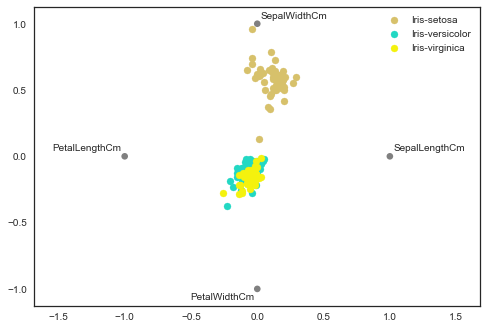 SepalWidthCm
Iris-setosa
Iris-versicolor
Iris-virginica
PetalLengthCm
SepalLengthCm
PetalWidthCm
1.0
0.5
0.0
−0.5
−1.0
−1.5 −1.0 −0.5 0.0 0.5 1.0 1.5